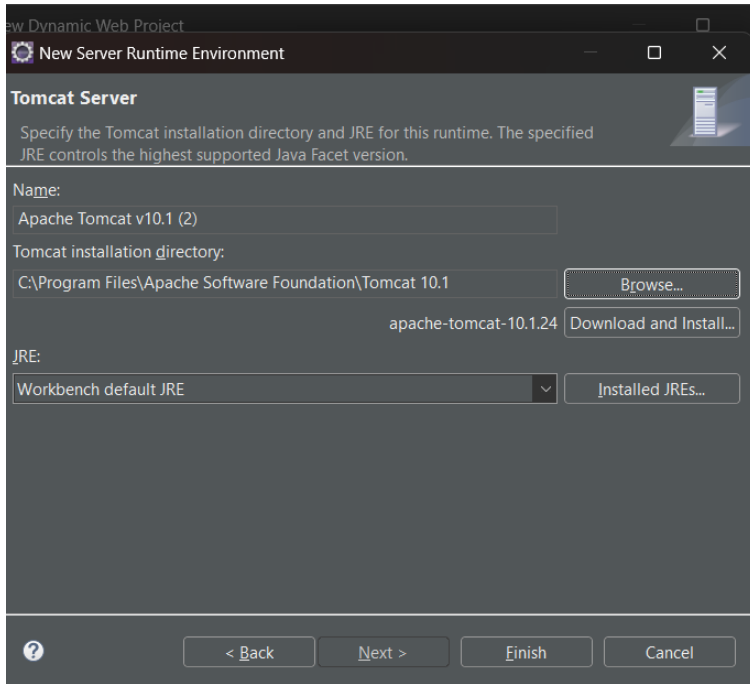 ew Dynamic Web Project
New Server Runtime Environment
Tomcat Server
Specify the Tomcat installation directory and JRE for this runtime. The specified
JRE controls the highest supported Java Facet version.
Name:
Apache Tomcat v10.1 (2)
Tomcat installation directory:
C:\Program Files\Apache Software Foundation\Tomcat 10.1
Browse...
apache-tomcat-10.1.24
Download and Install...
JRE:
Workbench default JRE
Installed JREs...
?
< Back
Next >
Finish
Cancel